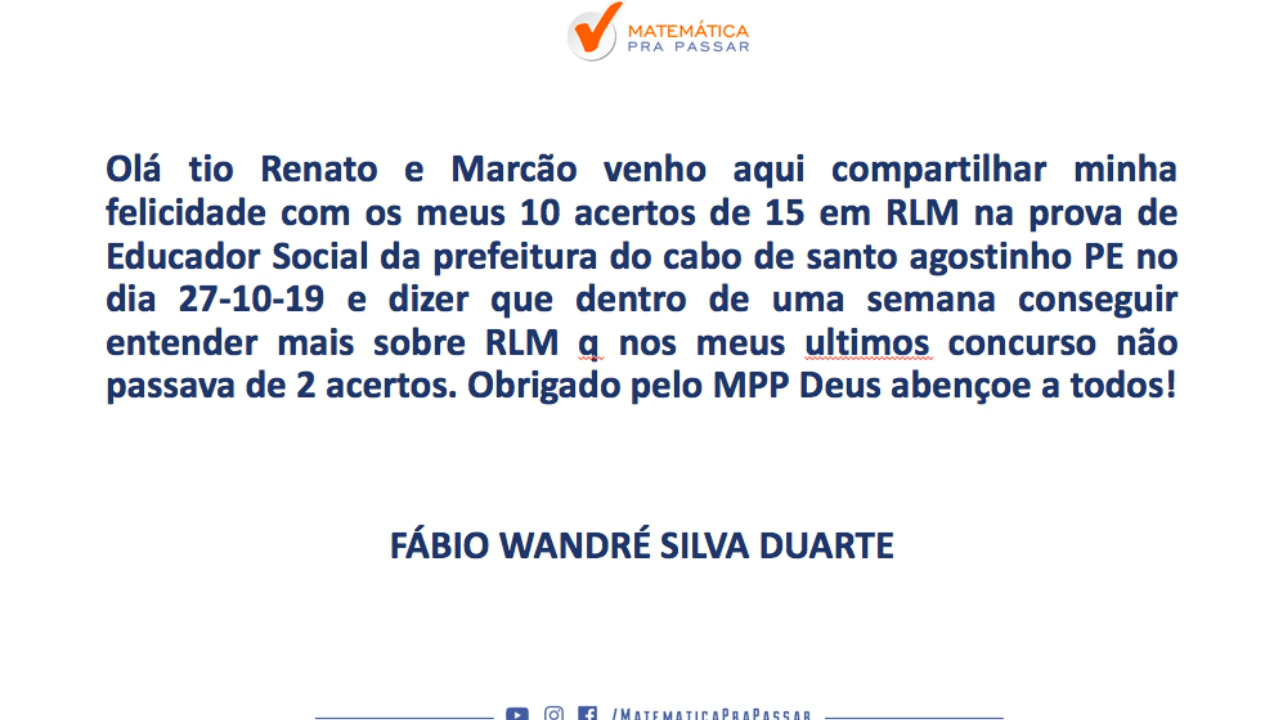 MATEMÁTICA
PRA PASSAR
Olá tio Renato e Marcão venho aqui compartilhar minha
felicidade com os meus 10 acertos de 15 em RLM na prova de
Educador Social da prefeitura do cabo de santo agostinho PE no
dia 27-10-19 e dizer que dentro de uma semana conseguir
entender mais sobre RLM q nos meus ultimos concurso não
passava de 2 acertos. Obrigado pelo MPP Deus abençoe a todos!
FÁBIO WANDRÉ SILVA DUARTE
/MATEMATICAPRAPASSAR